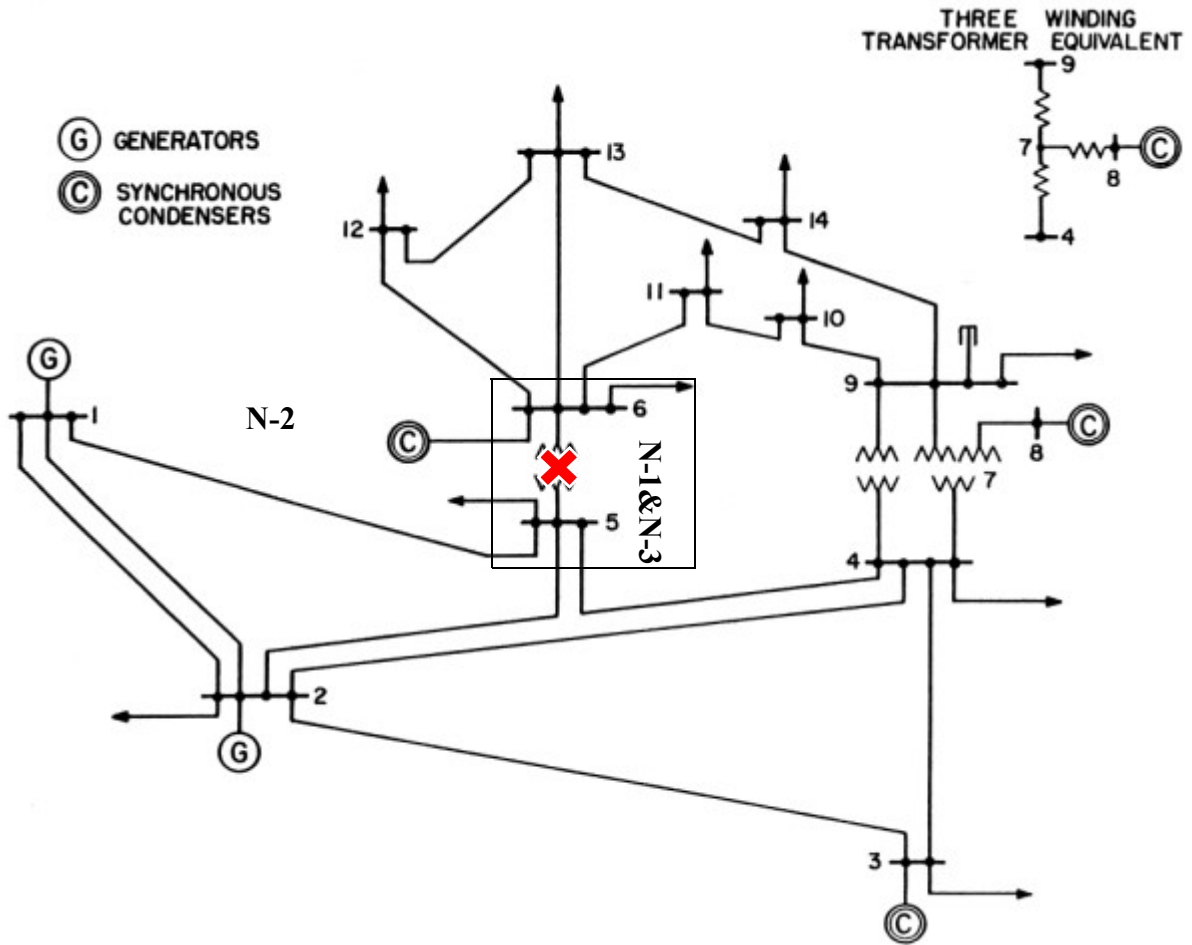 THREE WINDING
TRANSFORMER EQUIVALENT
9
7
C
8
4
G GENERATORS
C SYNCHRONOUS
CONDENSERS
13
12
14
11
10
G
1
N-2
9
6
C
8
C
N-1&N-3
7
5
4
2
G
3
C